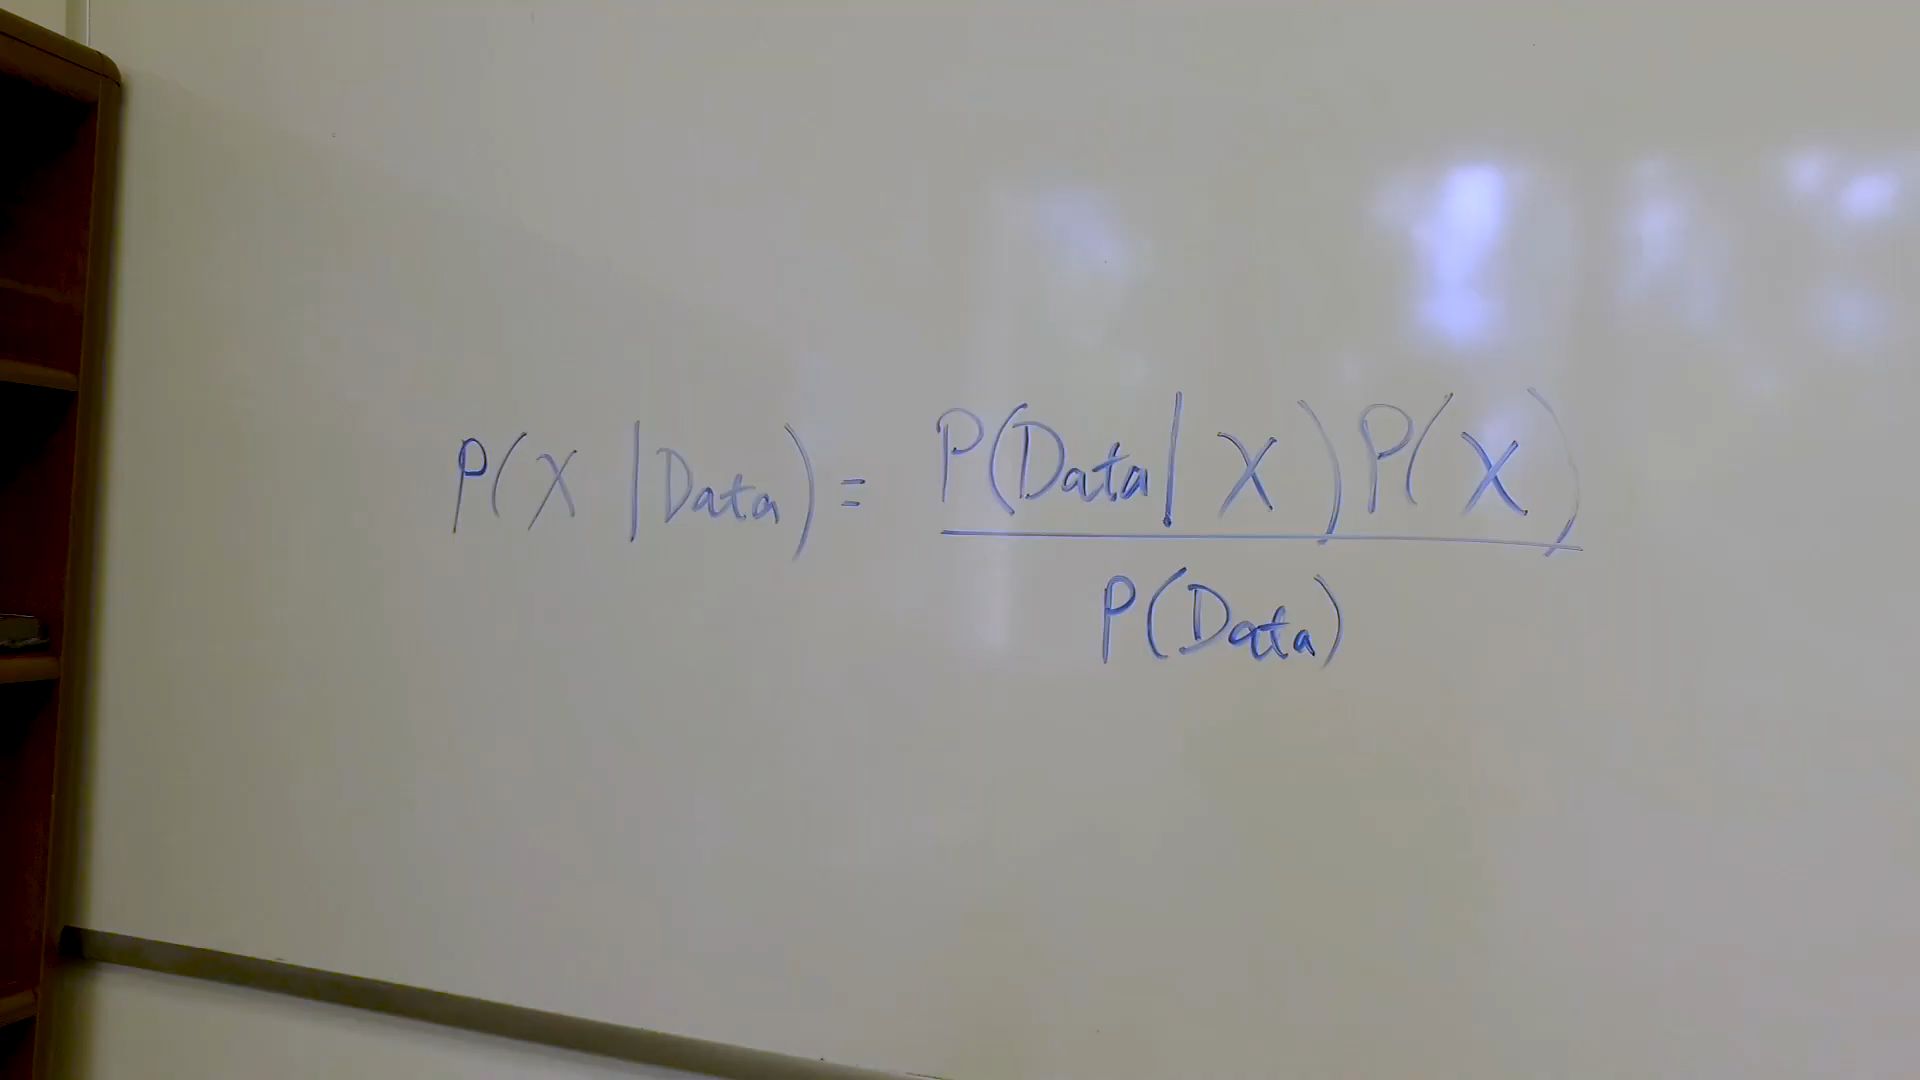 P(X | Data) = P(Data | X) P(X)
P(Data)